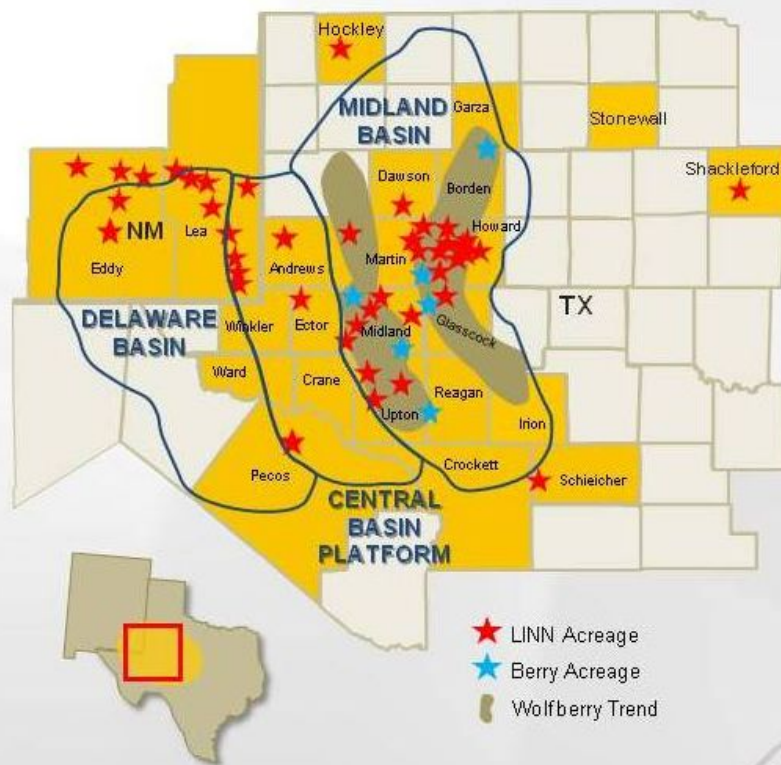 Hockley
MIDLAND
BASIN
Garza
Stonewall
Shackleford
Dawson
Borden
NM
Lea
Howard
Eddy
Andrews
Martin
DELAWARE
BASIN
TX
Winkler
Ector
Midland
Glasscock
Ward
Crane
Upton
Reagan
Irion
Pecos
Crockett
Schieicher
CENTRAL
BASIN
PLATFORM
LINN Acreage
Berry Acreage
Wolfberry Trend